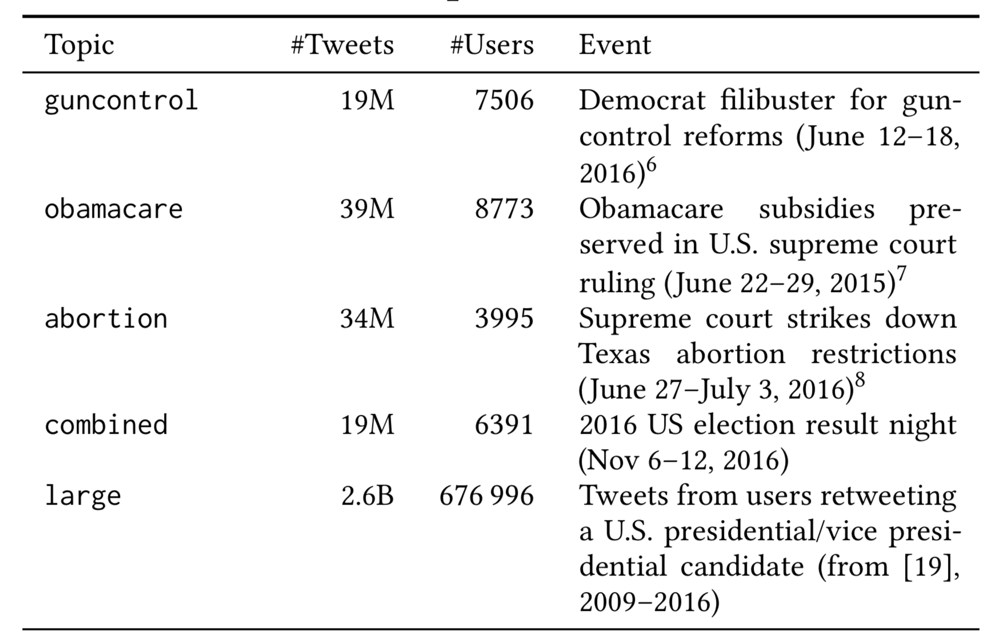 Topic #Tweets #Users Event
guncontrol 19M 7506 Democrat filibuster for gun-
control reforms (June 12–18,
2016)⁶
obamacare 39M 8773 Obamacare subsidies pre-
served in U.S. supreme court
ruling (June 22–29, 2015)⁷
abortion 34M 3995 Supreme court strikes down
Texas abortion restrictions
(June 27–July 3, 2016)⁸
combined 19M 6391 2016 US election result night
(Nov 6–12, 2016)
large 2.6B 676 996 Tweets from users retweeting
a U.S. presidential/vice presi-
dential candidate (from [19],
2009–2016)